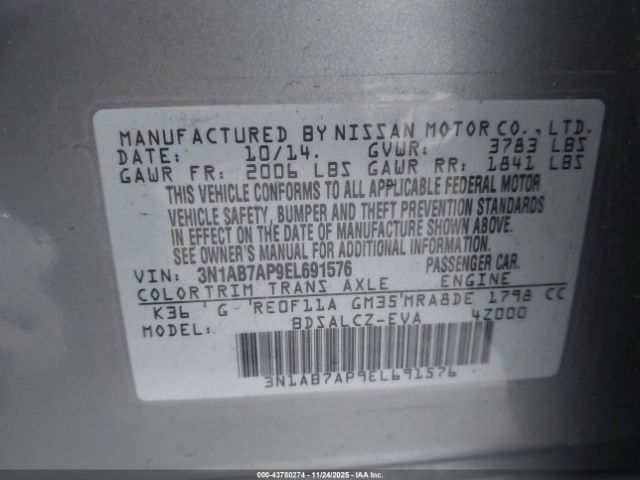 MANUFACTURED BY NISSAN MOTOR CO., LTD.
DATE: 10/14. GVWR: 3783 LBS
GAWR FR: 2006 LBS GAWR RR: 1841 LBS
THIS VEHICLE CONFORMS TO ALL APPLICABLE FEDERAL MOTOR
VEHICLE SAFETY, BUMPER AND THEFT PREVENTION STANDARDS
IN EFFECT ON THE DATE OF MANUFACTURE SHOWN ABOVE.
SEE OWNER'S MANUAL FOR ADDITIONAL INFORMATION.
VIN: 3N1AB7AP9EL691576 PASSENGER CAR.
COLOR TRIM TRANS AXLE ENGINE
K36 'G 'RE0F11A GM35'MRA8DE 1798 CC
MODEL: BDSALCZ-EVA 4Z000
3N1AB7AP9EL691576
000-43780274 - 11/24/2025 - IAA Inc.